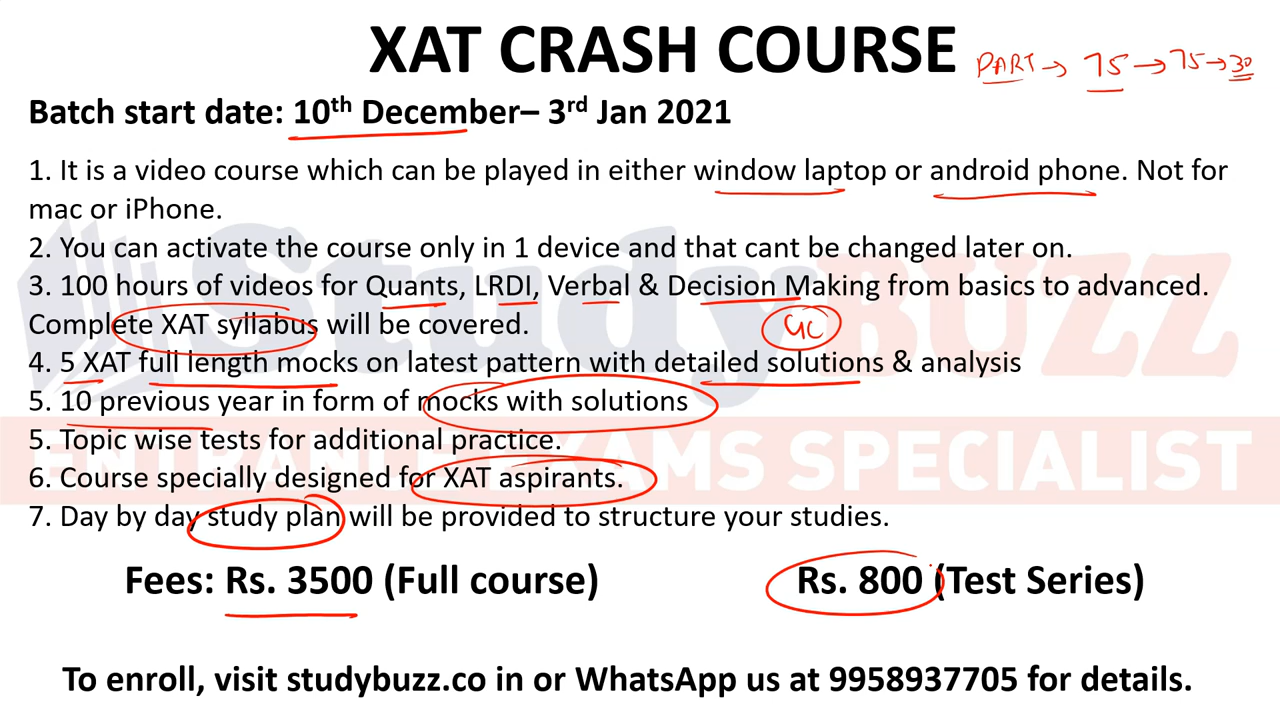 XAT CRASH COURSE
PART → 75 → 75 → 30
Batch start date: 10th December– 3rd Jan 2021
1. It is a video course which can be played in either window laptop or android phone. Not for
mac or iPhone.
2. You can activate the course only in 1 device and that cant be changed later on.
3. 100 hours of videos for Quants, LRDI, Verbal & Decision Making from basics to advanced.
Complete XAT syllabus will be covered.
4. 5 XAT full length mocks on latest pattern with detailed solutions & analysis
5. 10 previous year in form of mocks with solutions
5. Topic wise tests for additional practice.
6. Course specially designed for XAT aspirants.
7. Day by day study plan will be provided to structure your studies.
Fees: Rs. 3500 (Full course)
Rs. 800 (Test Series)
To enroll, visit studybuzz.co in or WhatsApp us at 9958937705 for details.
StudyBUZZ
ENTRANCE EXAMS SPECIALIST